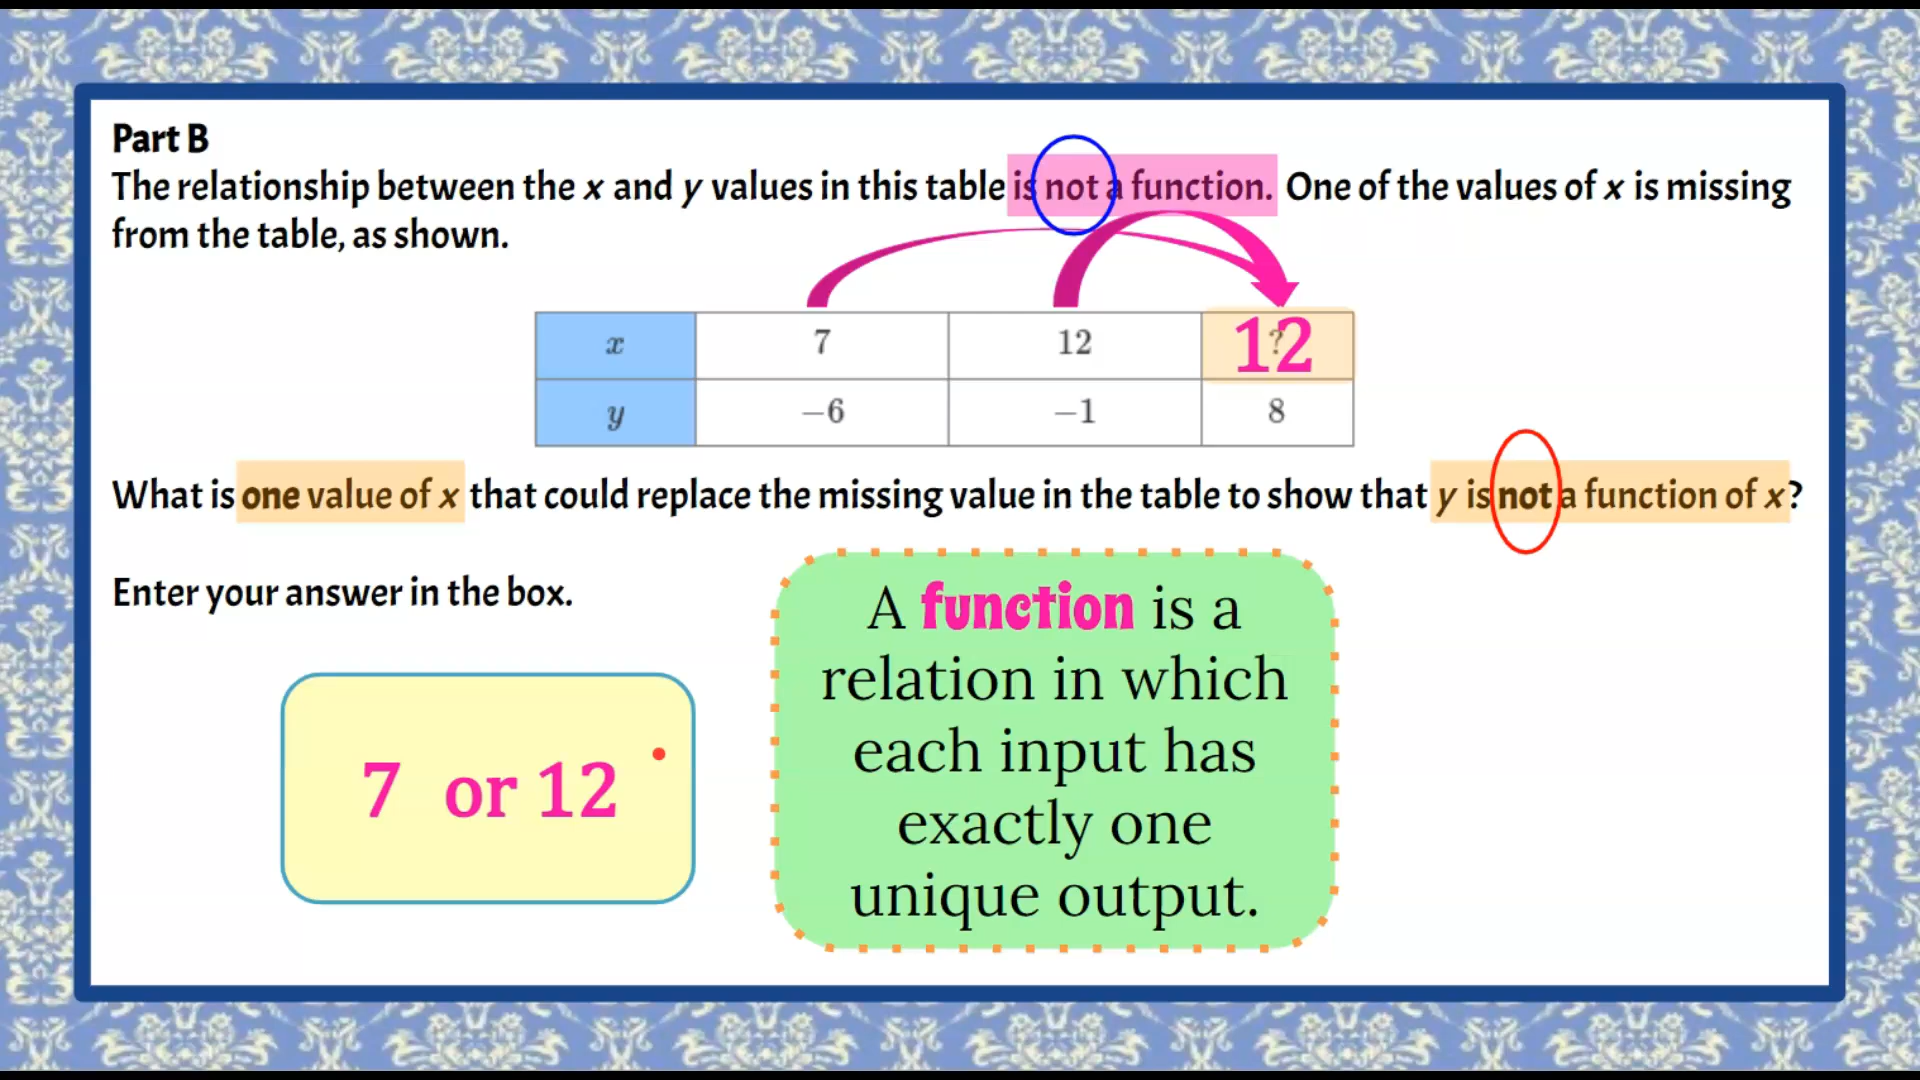 Part B
The relationship between the x and y values in this table is not a function. One of the values of x is missing
from the table, as shown.
x 7 12 ? 12
y −6 −1 8
What is one value of x that could replace the missing value in the table to show that y is not a function of x?
Enter your answer in the box.
7 or 12
A function is a
relation in which
each input has
exactly one
unique output.